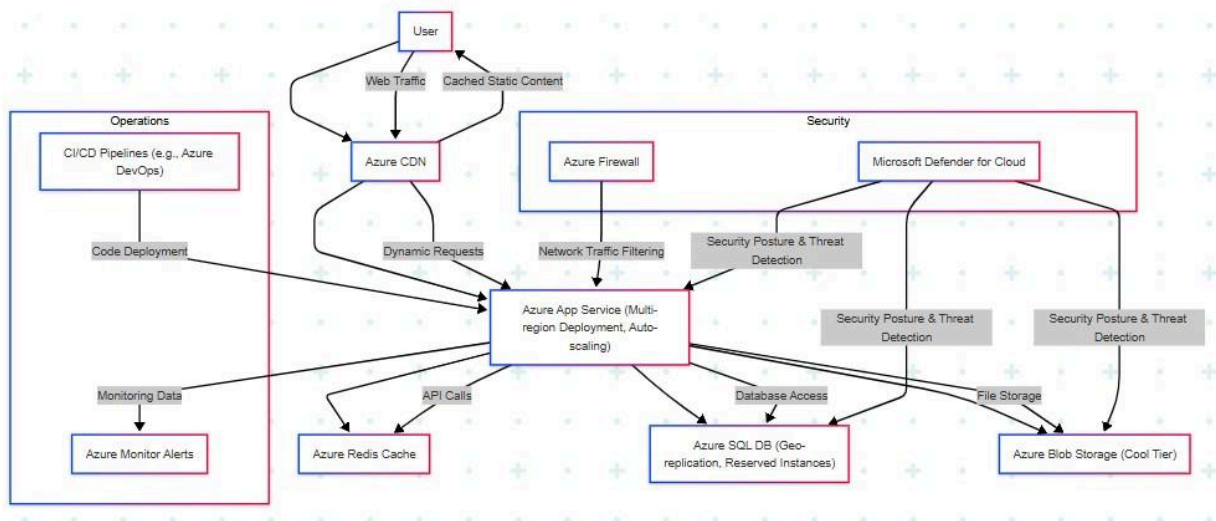 User
Web Traffic
Cached Static Content
Operations
Security
CI/CD Pipelines (e.g., Azure
DevOps)
Azure CDN
Azure Firewall
Microsoft Defender for Cloud
Code Deployment
Dynamic Requests
Network Traffic Filtering
Security Posture & Threat
Detection
Azure App Service (Multi-
region Deployment, Auto-
scaling)
Security Posture & Threat
Detection
Security Posture & Threat
Detection
Monitoring Data
API Calls
Database Access
File Storage
Azure Monitor Alerts
Azure Redis Cache
Azure SQL DB (Geo-
replication, Reserved Instances)
Azure Blob Storage (Cool Tier)